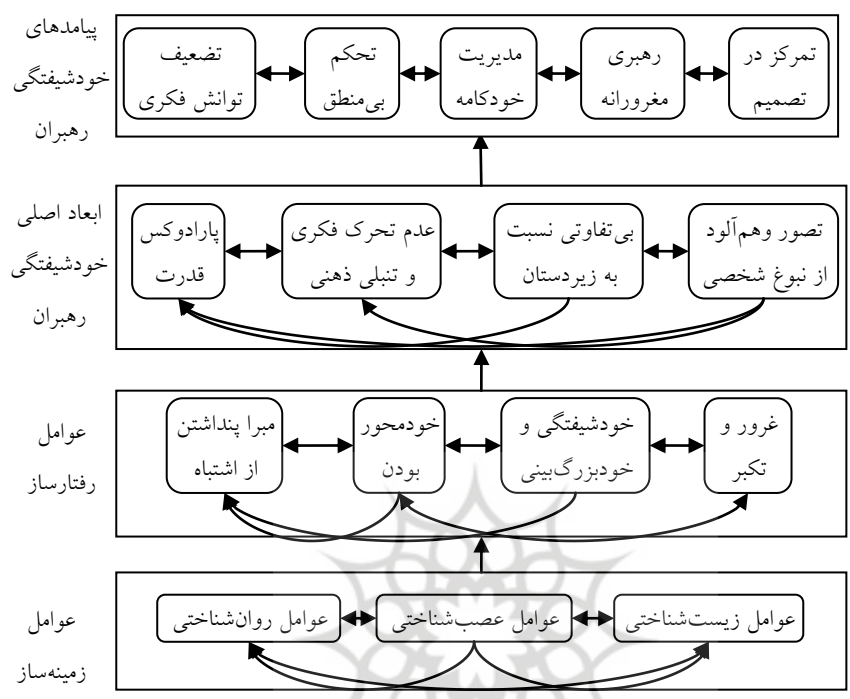 پیامدهای
خودشیفتگی
رهبران
تمرکز در
تصمیم
رهبری
مغرورانه
مدیریت
خودکامه
تحکم
بی‌منطق
تضعیف
توانش فکری
ابعاد اصلی
خودشیفتگی
رهبران
تصور وهم‌آلود
از نبوغ شخصی
بی‌تفاوتی نسبت
به زیردستان
عدم تحرک فکری
و تنبلی ذهنی
پارادوکس
قدرت
عوامل
رفتارساز
غرور و
تکبر
خودشیفتگی و
خودبزرگ‌بینی
خودمحور
بودن
مبرا پنداشتن
از اشتباه
عوامل
زمینه‌ساز
عوامل زیست‌شناختی
عوامل عصب‌شناختی
عوامل روان‌شناختی